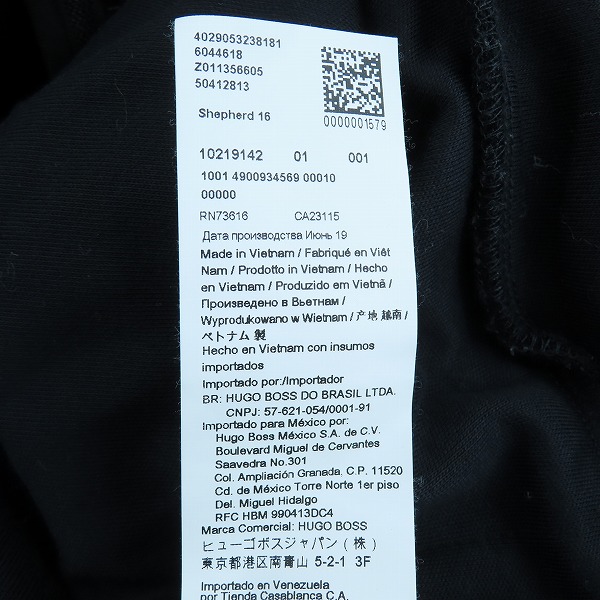 4029053238181
6044618
Z011356605
50412813
Shepherd 16
0000001579
10219142 01 001
1001 4900934569 00010
00000
RN73616 CA23115
Дата производства Июнь 19
Made in Vietnam / Fabriqué en Viêt
Nam / Prodotto in Vietnam / Hecho
en Vietnam / Produzido em Vietnã /
Произведено в Вьетнам /
Wyprodukowano w Wietnam / 产地 越南 /
ベトナム 製
Hecho en Vietnam con insumos
importados
Importado por:/Importador
BR: HUGO BOSS DO BRASIL LTDA.
CNPJ: 57-621-054/0001-91
Importado para México por:
Hugo Boss México S.A. de C.V.
Boulevard Miguel de Cervantes
Saavedra No.301
Col. Ampliación Granada, C.P. 11520
Cd. de México Torre Norte 1er piso
Del. Miguel Hidalgo
RFC HBM 990413DC4
Marca Comercial: HUGO BOSS
ヒューゴボスジャパン(株)
東京都港区南青山 5-2-1 3F
Importado en Venezuela
por Tienda Casablanca C.A.